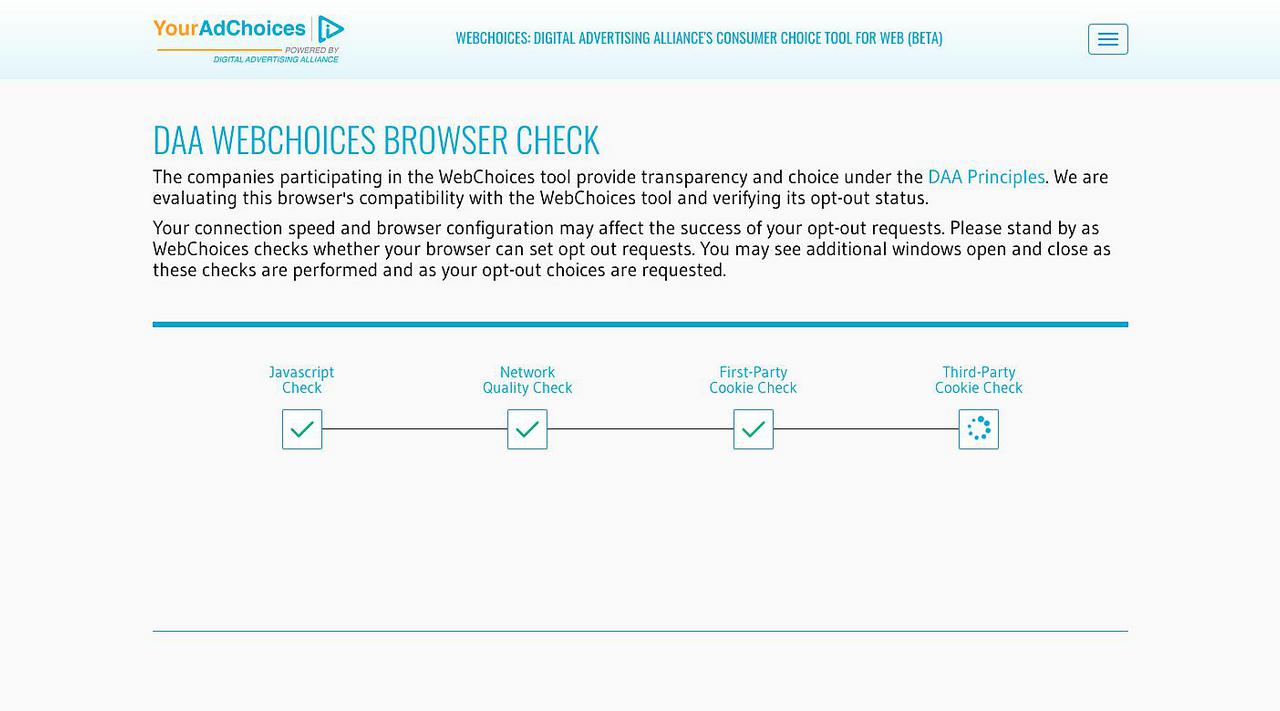 YourAdChoices
POWERED BY
DIGITAL ADVERTISING ALLIANCE
WEBCHOICES: DIGITAL ADVERTISING ALLIANCE'S CONSUMER CHOICE TOOL FOR WEB (BETA)
DAA WEBCHOICES BROWSER CHECK
The companies participating in the WebChoices tool provide transparency and choice under the DAA Principles. We are
evaluating this browser's compatibility with the WebChoices tool and verifying its opt-out status.
Your connection speed and browser configuration may affect the success of your opt-out requests. Please stand by as
WebChoices checks whether your browser can set opt out requests. You may see additional windows open and close as
these checks are performed and as your opt-out choices are requested.
Javascript
Check
Network
Quality Check
First-Party
Cookie Check
Third-Party
Cookie Check